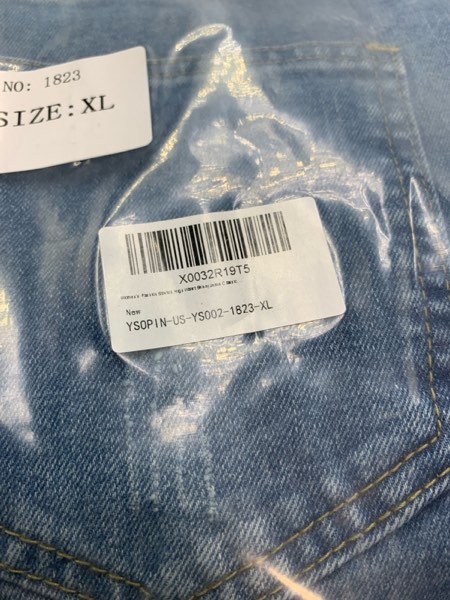 NO: 1823
SIZE:XL
X0032R19T5
New
YSOPIN-US-YS002-1823-XL